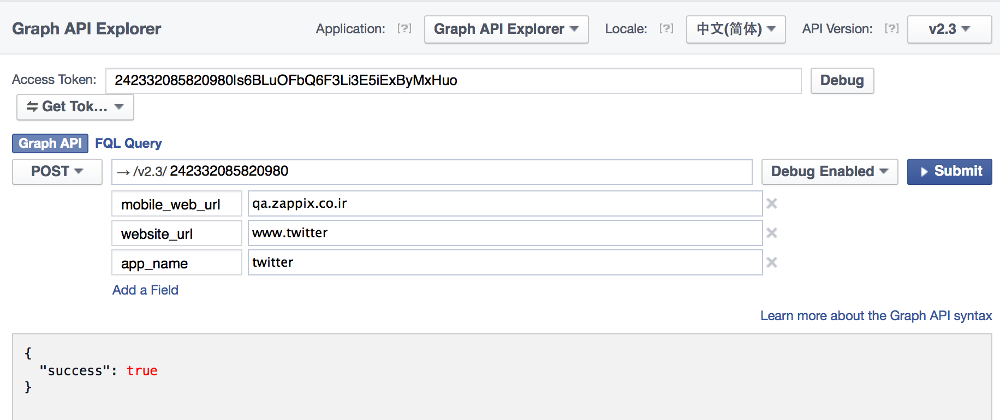 Graph API Explorer Application: [?] Graph API Explorer Locale: [?] 中文(简体) API Version: [?] v2.3
Access Token: 242332085820980|s6BLuOFbQ6F3Li3E5iExByMxHuo Debug
Get Tok...
Graph API FQL Query
POST → /v2.3/ 242332085820980 Debug Enabled Submit
mobile_web_url qa.zappix.co.ir
website_url www.twitter
app_name twitter
Add a Field
Learn more about the Graph API syntax
{
"success": true
}